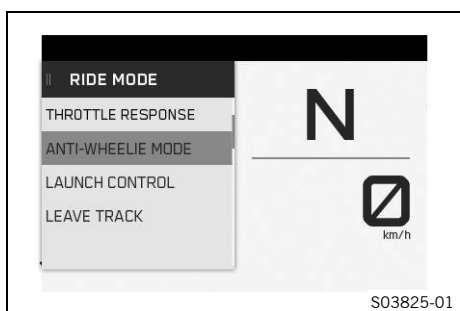 RIDE MODE
THROTTLE RESPONSE
ANTI-WHEELIE MODE
LAUNCH CONTROL
LEAVE TRACK
N
0
km/h
S03825-01